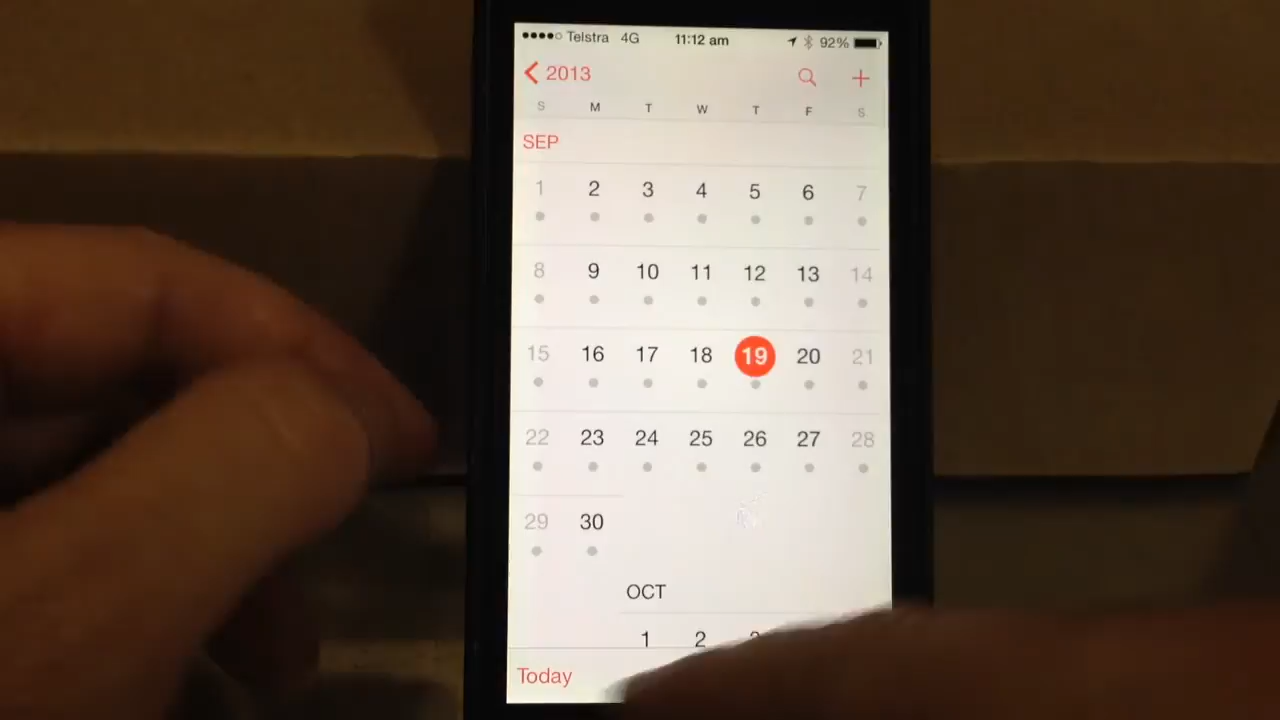 Telstra 4G 11:12 am 92%
2013
S M T W T F S
SEP
1 2 3 4 5 6 7
8 9 10 11 12 13 14
15 16 17 18 19 20 21
22 23 24 25 26 27 28
29 30
OCT
1 2
Today